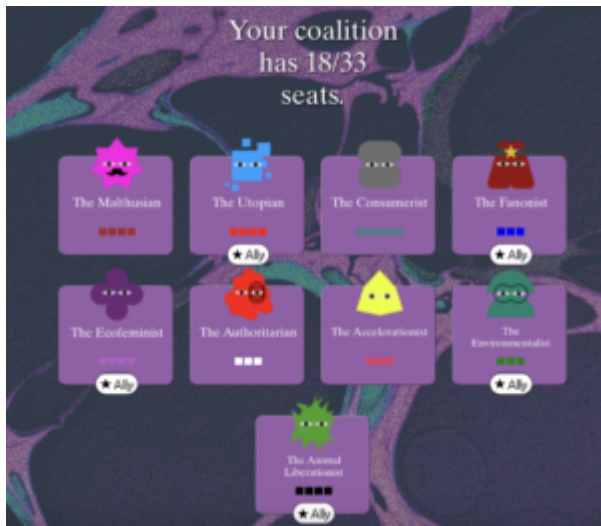 Your coalition
has 18/33
seats.
The Malthusian
The Utopian
The Consumerist
The Fanonist
★ Ally
★ Ally
The Ecofeminist
The Authoritarian
The Accelerationist
The
Environmentalist
★ Ally
★ Ally
The Animal
Liberationist
★ Ally